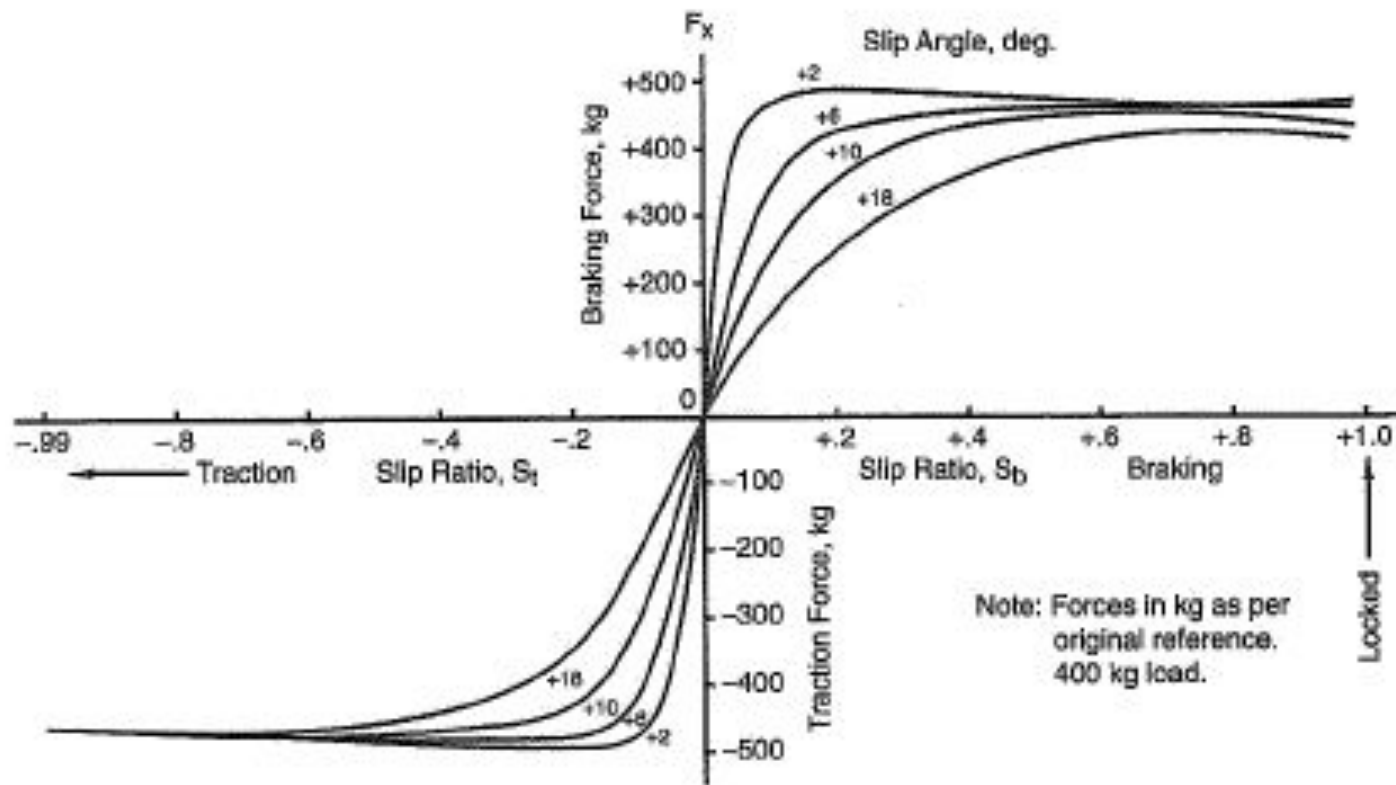 Fx
Slip Angle, deg.
+500
+400
+300
+200
+100
0
Braking Force, kg
+2
+6
+10
+18
-.99
-.8
-.6
-.4
-.2
+.2
+.4
+.6
+.8
+1.0
Traction
Slip Ratio, St
Slip Ratio, Sb
Braking
-100
-200
-300
-400
-500
Traction Force, kg
+18
+10
+6
+2
Note: Forces in kg as per
original reference.
400 kg load.
Locked